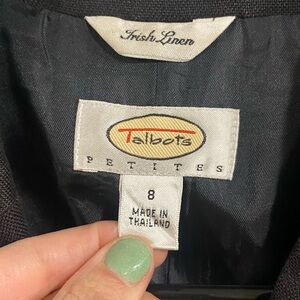 Irish Linen
Talbots
PETITES
8
MADE IN
THAILAND